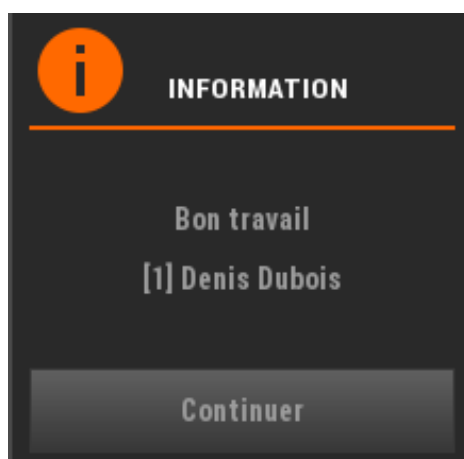 INFORMATION
Bon travail
[1] Denis Dubois
Continuer